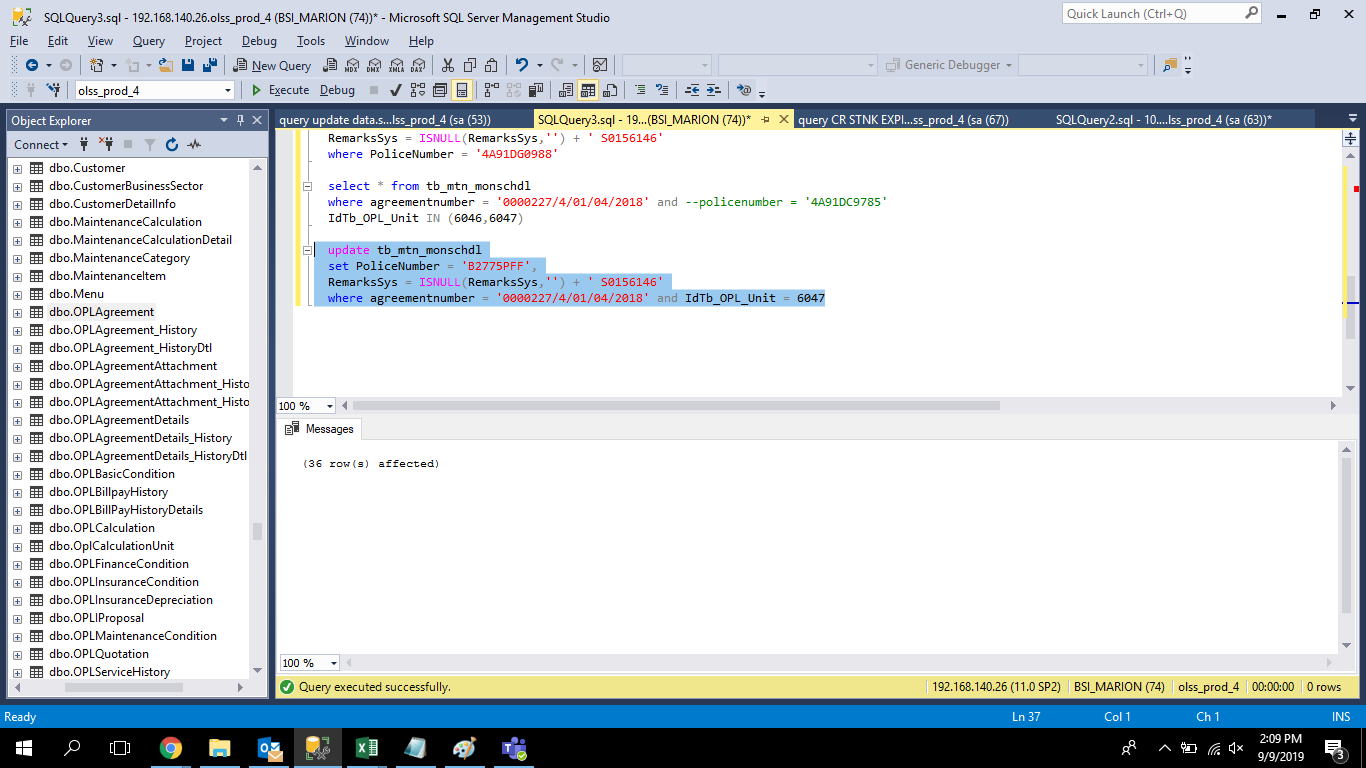 SQLQuery3.sql - 192.168.140.26.olss_prod_4 (BSI_MARION (74))* - Microsoft SQL Server Management Studio
Quick Launch (Ctrl+Q)
File Edit View Query Project Debug Tools Window Help
New Query
MDX DMX XMLA DAX
Generic Debugger
olss_prod_4
Execute Debug
Object Explorer
query update data.s...lss_prod_4 (sa (53))
SQLQuery3.sql - 19...(BSI_MARION (74))*
query CR STNK EXPI...ss_prod_4 (sa (67))
SQLQuery2.sql - 10....lss_prod_4 (sa (63))*
Connect
dbo.Customer
dbo.CustomerBusinessSector
dbo.CustomerDetailInfo
dbo.MaintenanceCalculation
dbo.MaintenanceCalculationDetail
dbo.MaintenanceCategory
dbo.MaintenanceItem
dbo.Menu
dbo.OPLAgreement
dbo.OPLAgreement_History
dbo.OPLAgreement_HistoryDtl
dbo.OPLAgreementAttachment
dbo.OPLAgreementAttachment_Histo
dbo.OPLAgreementAttachment_Histo
dbo.OPLAgreementDetails
dbo.OPLAgreementDetails_History
dbo.OPLAgreementDetails_HistoryDtl
dbo.OPLBasicCondition
dbo.OPLBillpayHistory
dbo.OPLBillPayHistoryDetails
dbo.OPLCalculation
dbo.OplCalculationUnit
dbo.OPLFinanceCondition
dbo.OPLInsuranceCondition
dbo.OPLInsuranceDepreciation
dbo.OPLIProposal
dbo.OPLMaintenanceCondition
dbo.OPLQuotation
dbo.OPLServiceHistory
RemarksSys = ISNULL(RemarksSys,'') + ' S0156146'
where PoliceNumber = '4A91DG0988'
select * from tb_mtn_monschdl
where agreementnumber = '0000227/4/01/04/2018' and --policenumber = '4A91DC9785'
IdTb_OPL_Unit IN (6046,6047)
update tb_mtn_monschdl
set PoliceNumber = 'B2775PFF',
RemarksSys = ISNULL(RemarksSys,'') + ' S0156146'
where agreementnumber = '0000227/4/01/04/2018' and IdTb_OPL_Unit = 6047
100 %
Messages
(36 row(s) affected)
100 %
Query executed successfully.
192.168.140.26 (11.0 SP2) BSI_MARION (74) olss_prod_4 00:00:00 0 rows
Ready
Ln 37 Col 1 Ch 1 INS
2:09 PM
9/9/2019
3